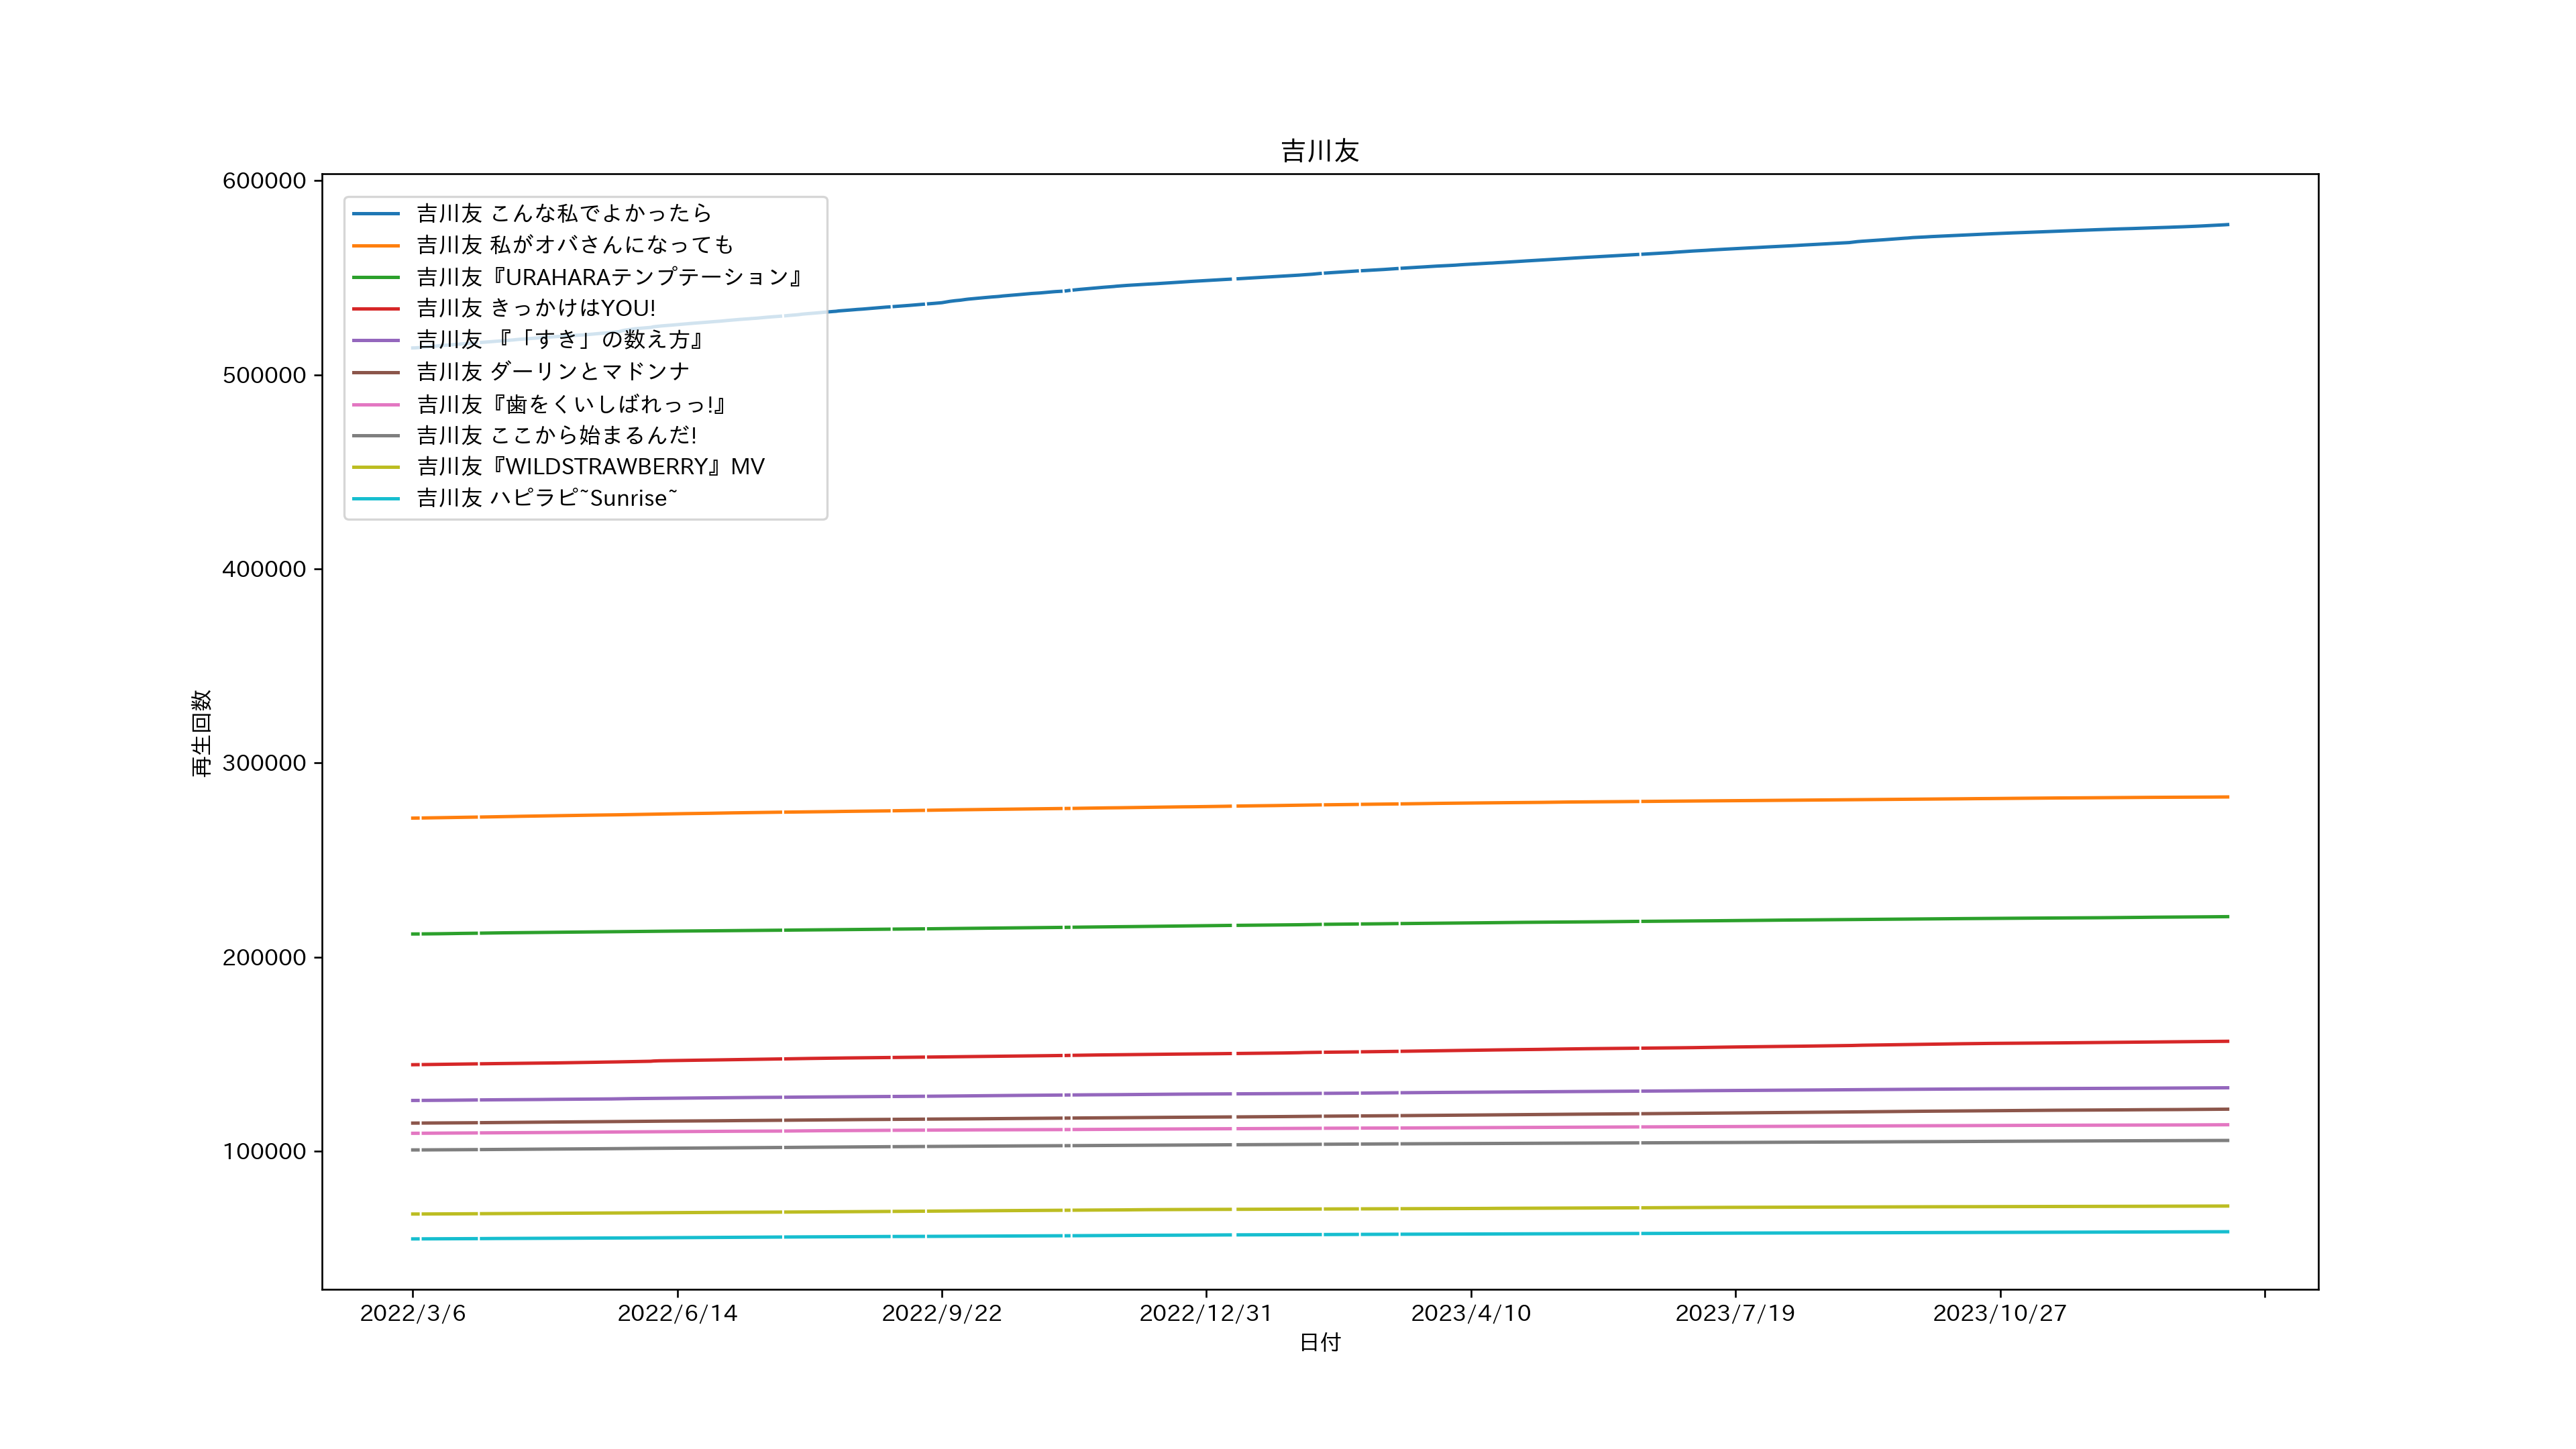 吉川友
600000
500000
400000
300000
200000
100000
再生回数
吉川友 こんな私でよかったら
吉川友 私がオバさんになっても
吉川友『URAHARAテンプテーション』
吉川友 きっかけはYOU!
吉川友 『「すき」の数え方』
吉川友 ダーリンとマドンナ
吉川友『歯をくいしばれっっ!』
吉川友 ここから始まるんだ!
吉川友『WILDSTRAWBERRY』MV
吉川友 ハピラピ~Sunrise~
2022/3/6 2022/6/14 2022/9/22 2022/12/31 2023/4/10 2023/7/19 2023/10/27
日付